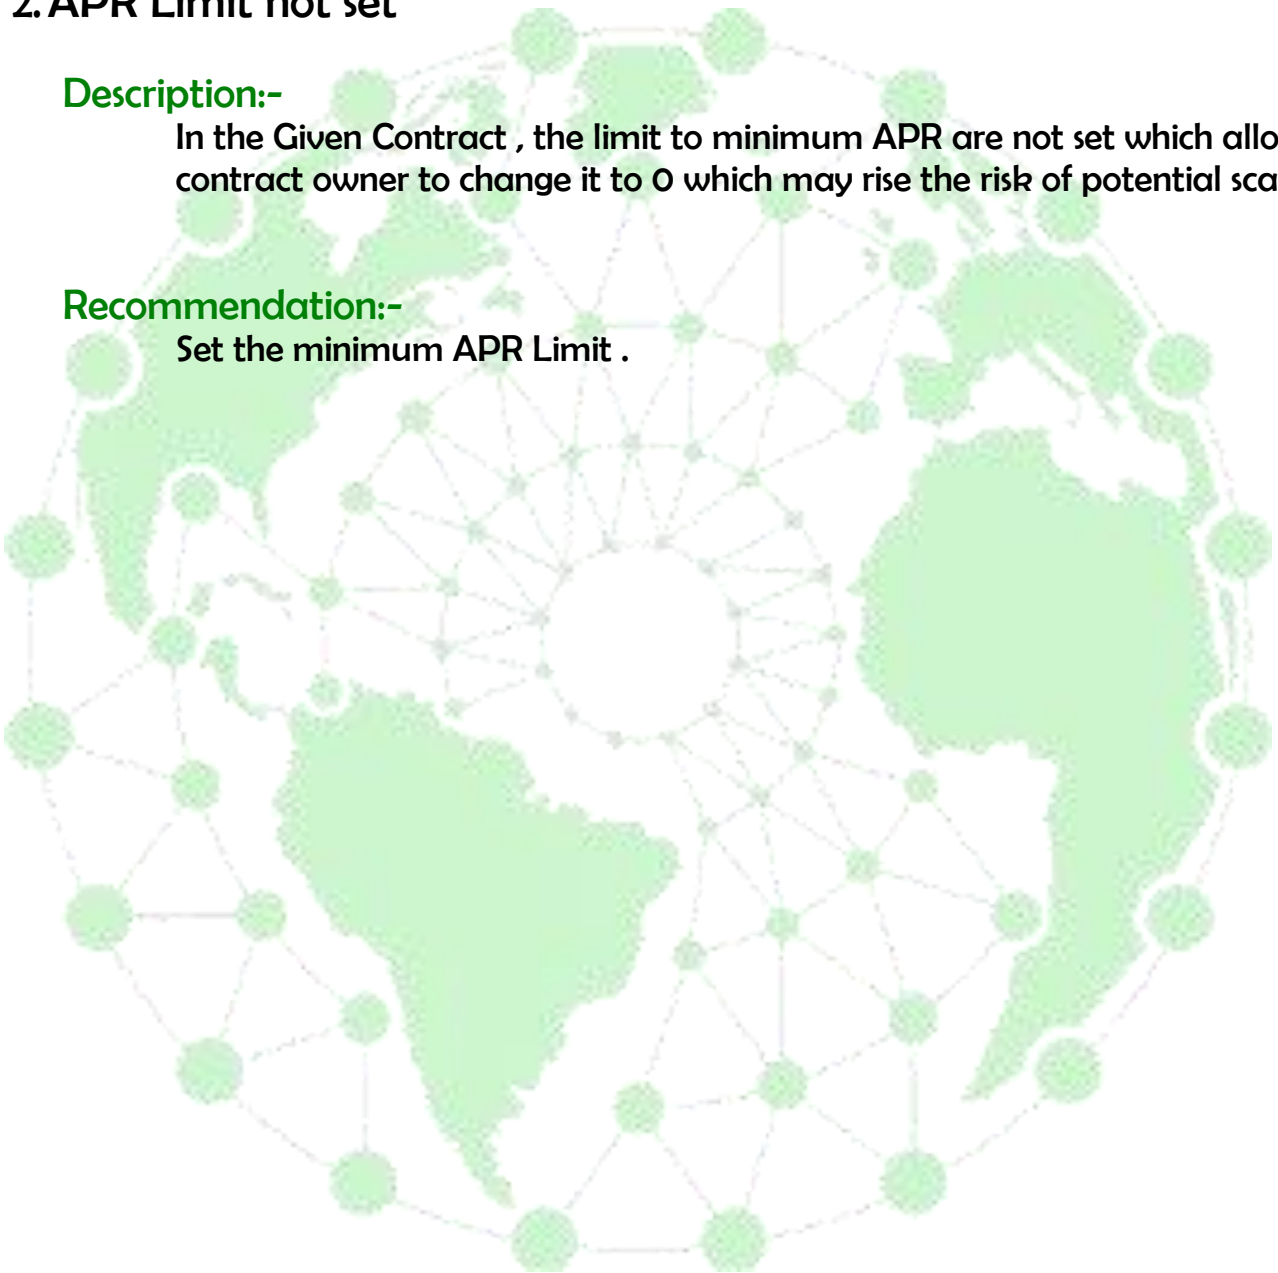 2. APR Limit not set
Description:-
In the Given Contract , the limit to minimum APR are not set which allo
contract owner to change it to 0 which may rise the risk of potential sca
Recommendation:-
Set the minimum APR Limit .